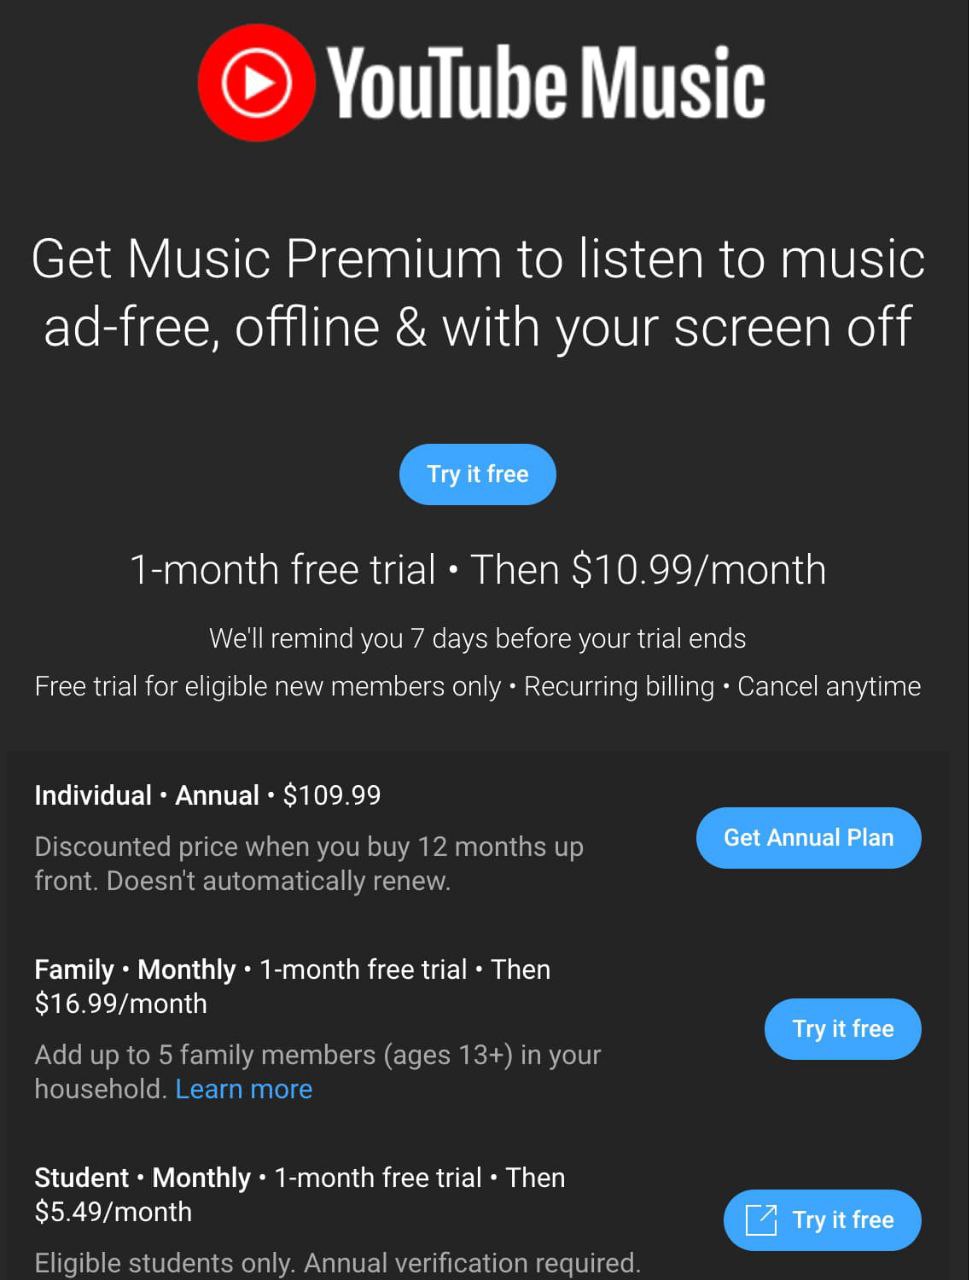 YouTube Music
Get Music Premium to listen to music
ad-free, offline & with your screen off
Try it free
1-month free trial • Then $10.99/month
We'll remind you 7 days before your trial ends
Free trial for eligible new members only • Recurring billing • Cancel anytime
Individual • Annual • $109.99
Discounted price when you buy 12 months up
front. Doesn't automatically renew.
Get Annual Plan
Family • Monthly • 1-month free trial • Then
$16.99/month
Add up to 5 family members (ages 13+) in your
household. Learn more
Try it free
Student • Monthly • 1-month free trial • Then
$5.49/month
Eligible students only. Annual verification required.
Try it free